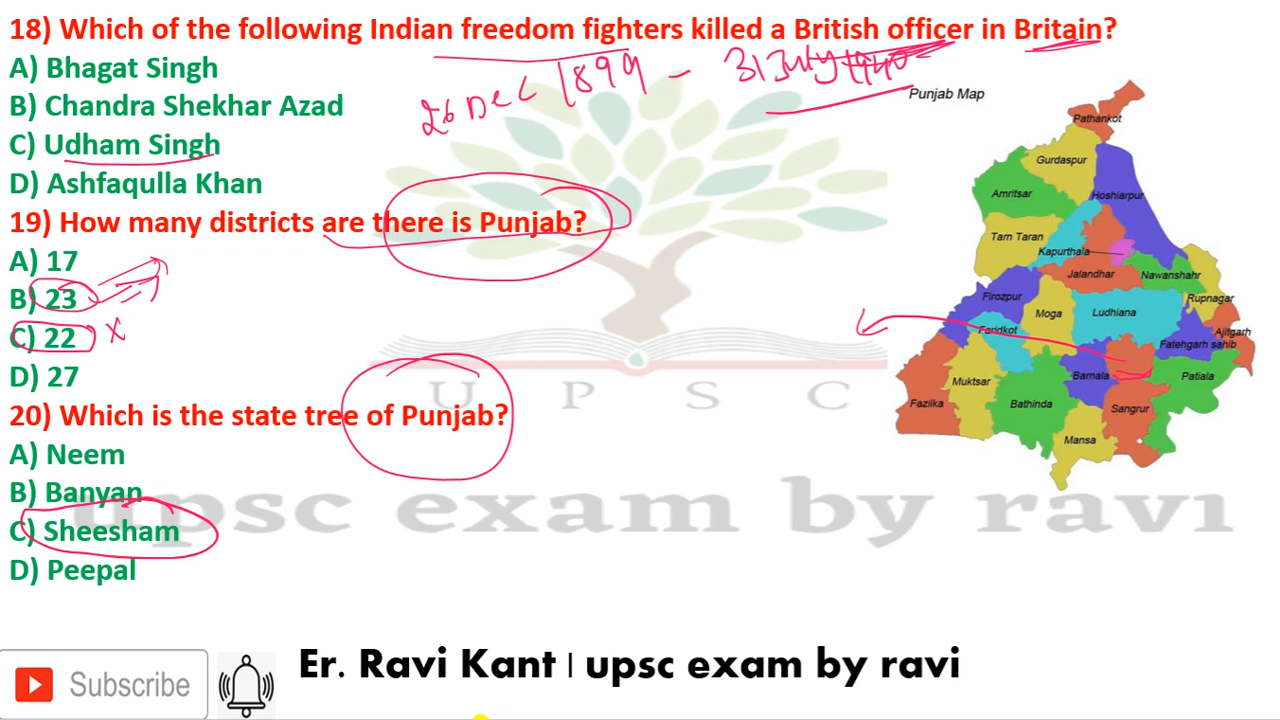 18) Which of the following Indian freedom fighters killed a British officer in Britain?
A) Bhagat Singh
26 Dec 1899 - 31 July 1940
B) Chandra Shekhar Azad
C) Udham Singh
D) Ashfaqulla Khan
19) How many districts are there is Punjab?
A) 17
B) 23
C) 22 x
D) 27
20) Which is the state tree of Punjab?
A) Neem
B) Banyan
C) Sheesham
D) Peepal
Punjab Map
Pathankot
Gurdaspur
Amritsar
Hoshiarpur
Tarn Taran
Kapurthala
Jalandhar
Nawanshahr
Firozpur
Rupnagar
Moga
Ludhiana
Faridkot
Ajitgarh
Fatehgarh sahib
Barnala
Patiala
Muktsar
Fazilka
Bathinda
Sangrur
Mansa
U P S C
upsc exam by ravi
Subscribe
Er. Ravi Kant | upsc exam by ravi